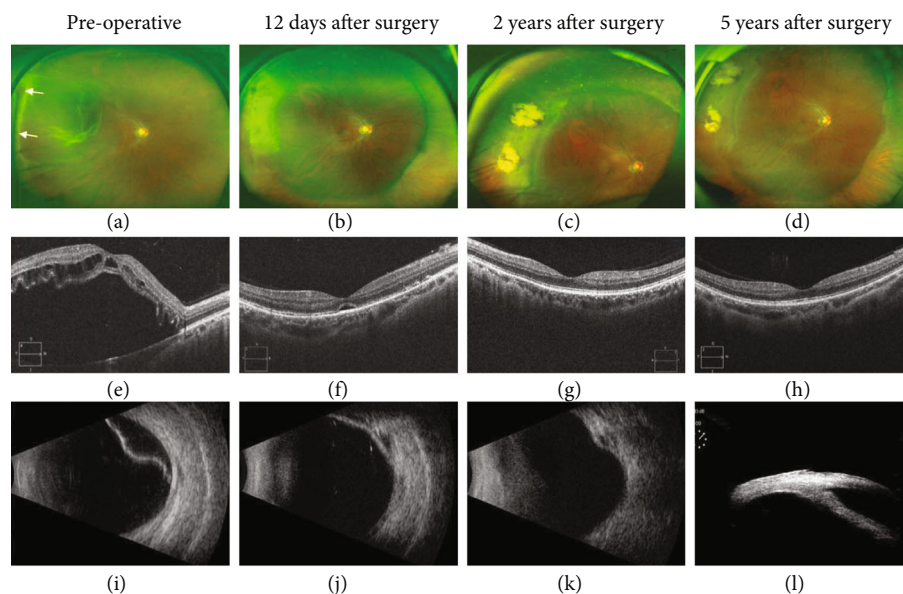 Pre-operative 12 days after surgery 2 years after surgery 5 years after surgery
(a) (b) (c) (d)
(e) (f) (g) (h)
(i) (j) (k) (l)